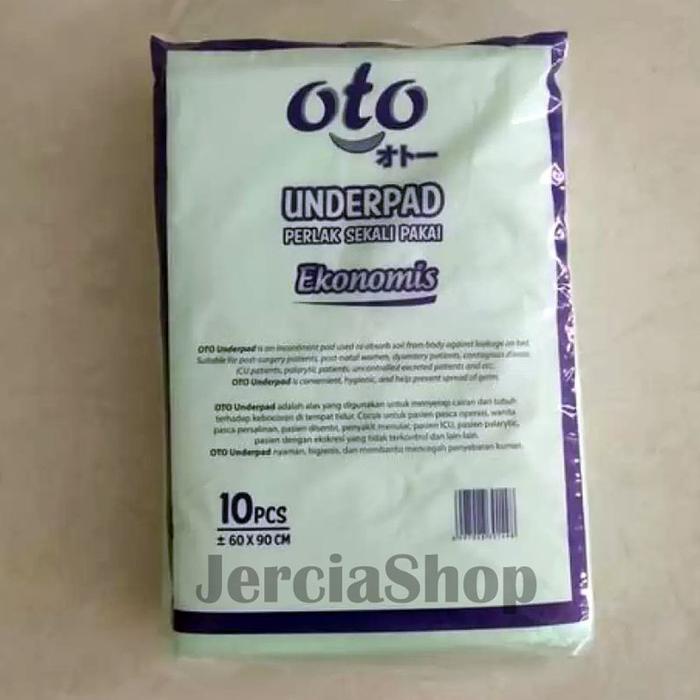 oto
オトー
UNDERPAD
PERLAK SEKALI PAKAI
Ekonomis
OTO Underpad is an incontinent pad used to absorb soil from body against leakage on bed.
Suitable for post-surgery patients, post-natal women, dysentery patients, contagious disease,
ICU patients, palarytic patients, uncontrolled excreted patients and etc.
OTO Underpad is convenient, hygienic, and help prevent spread of germ.
OTO Underpad adalah alas yang digunakan untuk menyerap cairan dari tubuh
terhadap kebocoran di tempat tidur. Cocok untuk pasien pasca operasi, wanita
pasca persalinan, pasien disentri, penyakit menular, pasien ICU, pasien palarytic,
pasien dengan ekskresi yang tidak terkontrol dan lain-lain.
OTO Underpad nyaman, higienis, dan membantu mencegah penyebaran kuman.
10PCS
± 60 X 90 CM
JerciaShop